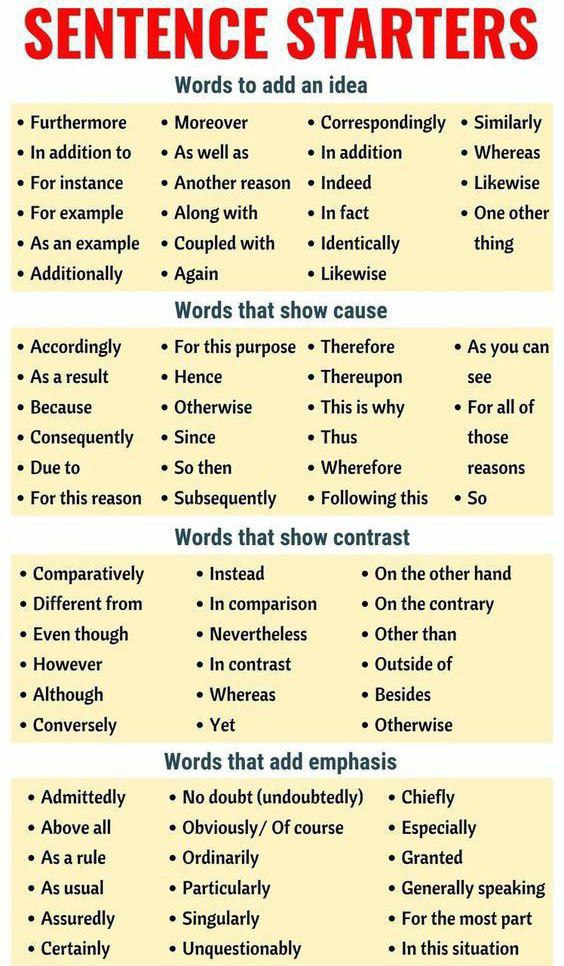 SENTENCE STARTERS
Words to add an idea
• Furthermore
• In addition to
• For instance
• For example
• As an example
• Additionally
• Moreover
• As well as
• Another reason
• Along with
• Coupled with
• Again
• Correspondingly
• In addition
• Indeed
• In fact
• Identically
• Likewise
• Similarly
• Whereas
• Likewise
• One other
thing
Words that show cause
• Accordingly
• As a result
• Because
• Consequently
• Due to
• For this reason
• For this purpose
• Hence
• Otherwise
• Since
• So then
• Subsequently
• Therefore
• Thereupon
• This is why
• Thus
• Wherefore
• Following this
• As you can
see
• For all of
those
reasons
• So
Words that show contrast
• Comparatively
• Different from
• Even though
• However
• Although
• Conversely
• Instead
• In comparison
• Nevertheless
• In contrast
• Whereas
• Yet
• On the other hand
• On the contrary
• Other than
• Outside of
• Besides
• Otherwise
Words that add emphasis
• Admittedly
• Above all
• As a rule
• As usual
• Assuredly
• Certainly
• No doubt (undoubtedly)
• Obviously/ Of course
• Ordinarily
• Particularly
• Singularly
• Unquestionably
• Chiefly
• Especially
• Granted
• Generally speaking
• For the most part
• In this situation